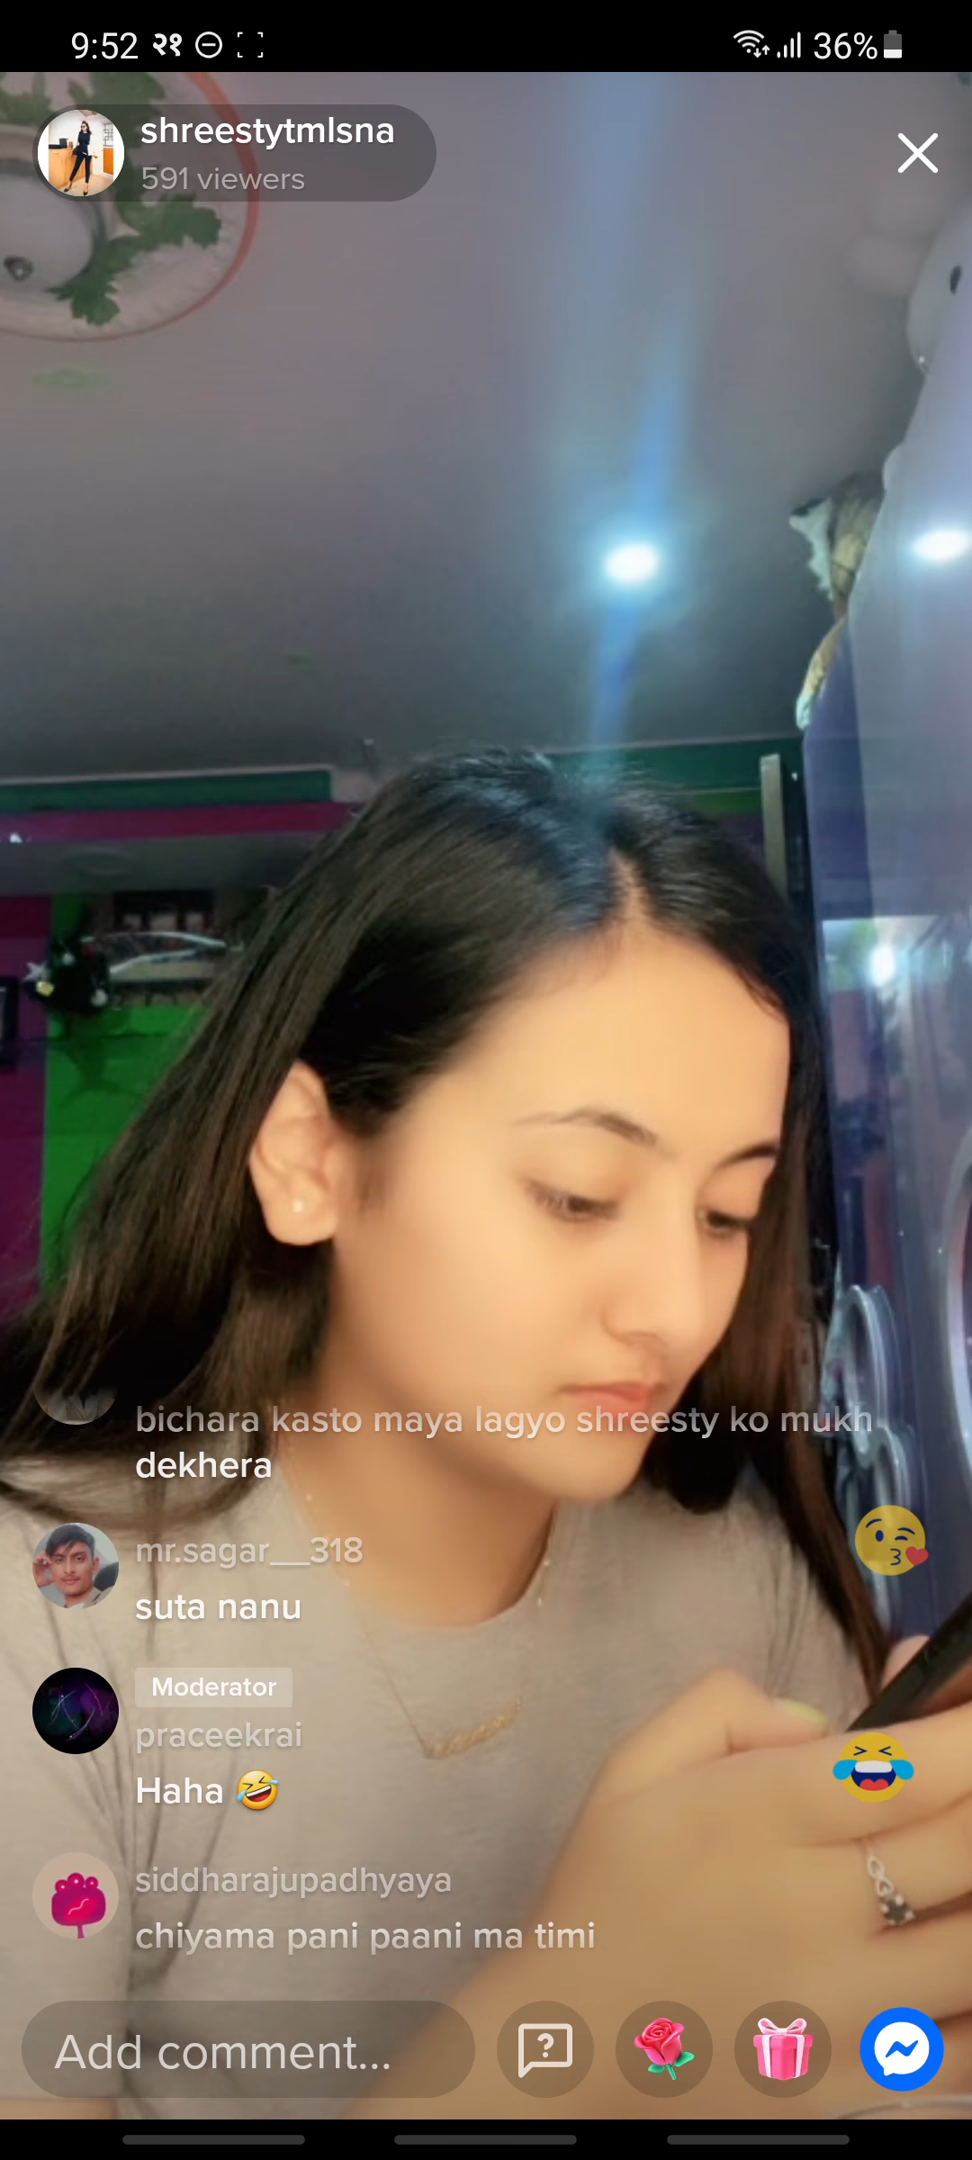 9:52 २१ 36%
shreestytmlsna
591 viewers
bichara kasto maya lagyo shreesty ko mukh
dekhera
mr.sagar__318
suta nanu
Moderator
praceekrai
Haha 🤣
siddharajupadhyaya
chiyama pani paani ma timi
Add comment...